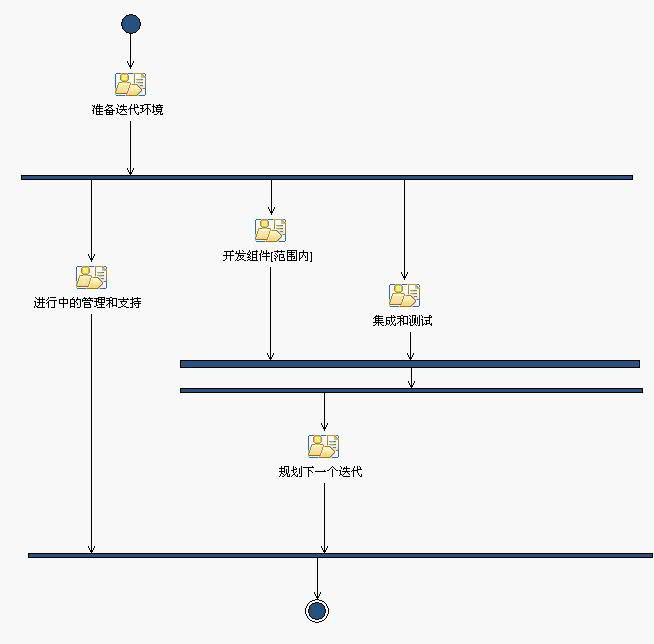 准备迭代环境
开发组件[范围内]
进行中的管理和支持
集成和测试
规划下一个迭代